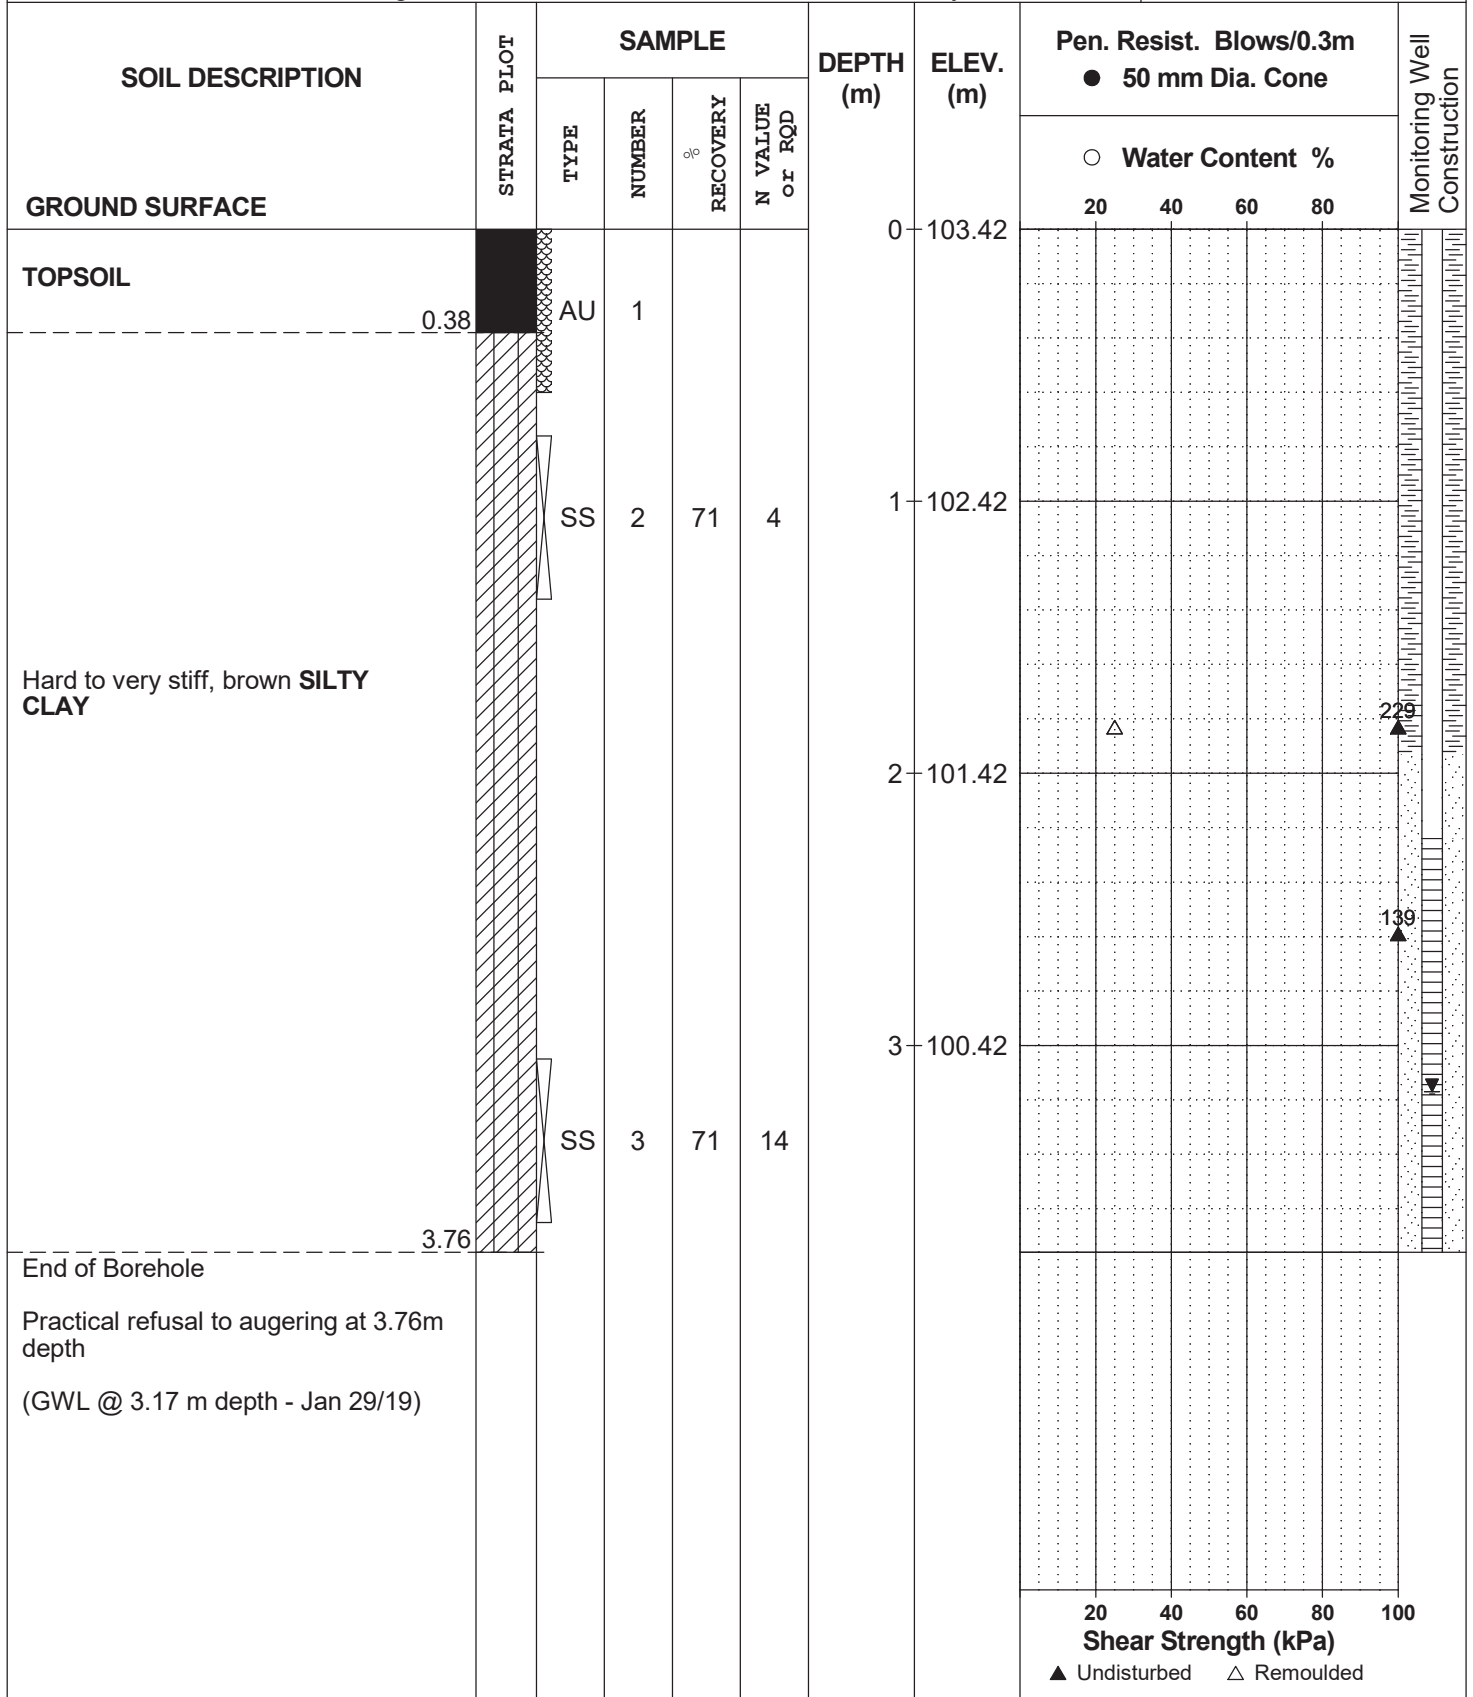 SOIL DESCRIPTION
GROUND SURFACE
STRATA PLOT
SAMPLE
TYPE
NUMBER
%
RECOVERY
N VALUE
or RQD
DEPTH
(m)
ELEV.
(m)
Pen. Resist. Blows/0.3m
● 50 mm Dia. Cone
○ Water Content %
20 40 60 80
Monitoring Well
Construction
0 103.42
TOPSOIL
0.38
AU 1
1 102.42
SS 2 71 4
Hard to very stiff, brown SILTY
CLAY
229
2 101.42
139
3 100.42
SS 3 71 14
3.76
End of Borehole
Practical refusal to augering at 3.76m
depth
(GWL @ 3.17 m depth - Jan 29/19)
20 40 60 80 100
Shear Strength (kPa)
▲ Undisturbed △ Remoulded